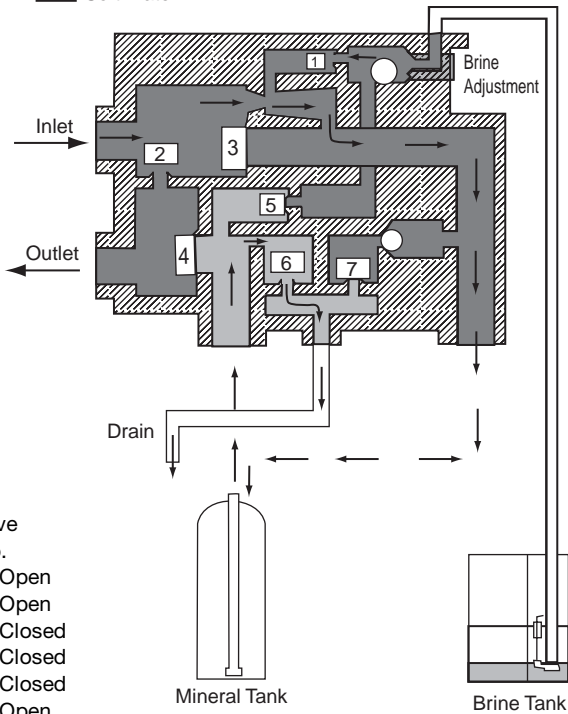 Brine
Adjustment
1
Inlet
2
3
5
Outlet
4
6
7
Drain
Open
Open
Closed
Closed
Closed
Open
Mineral Tank
Brine Tank